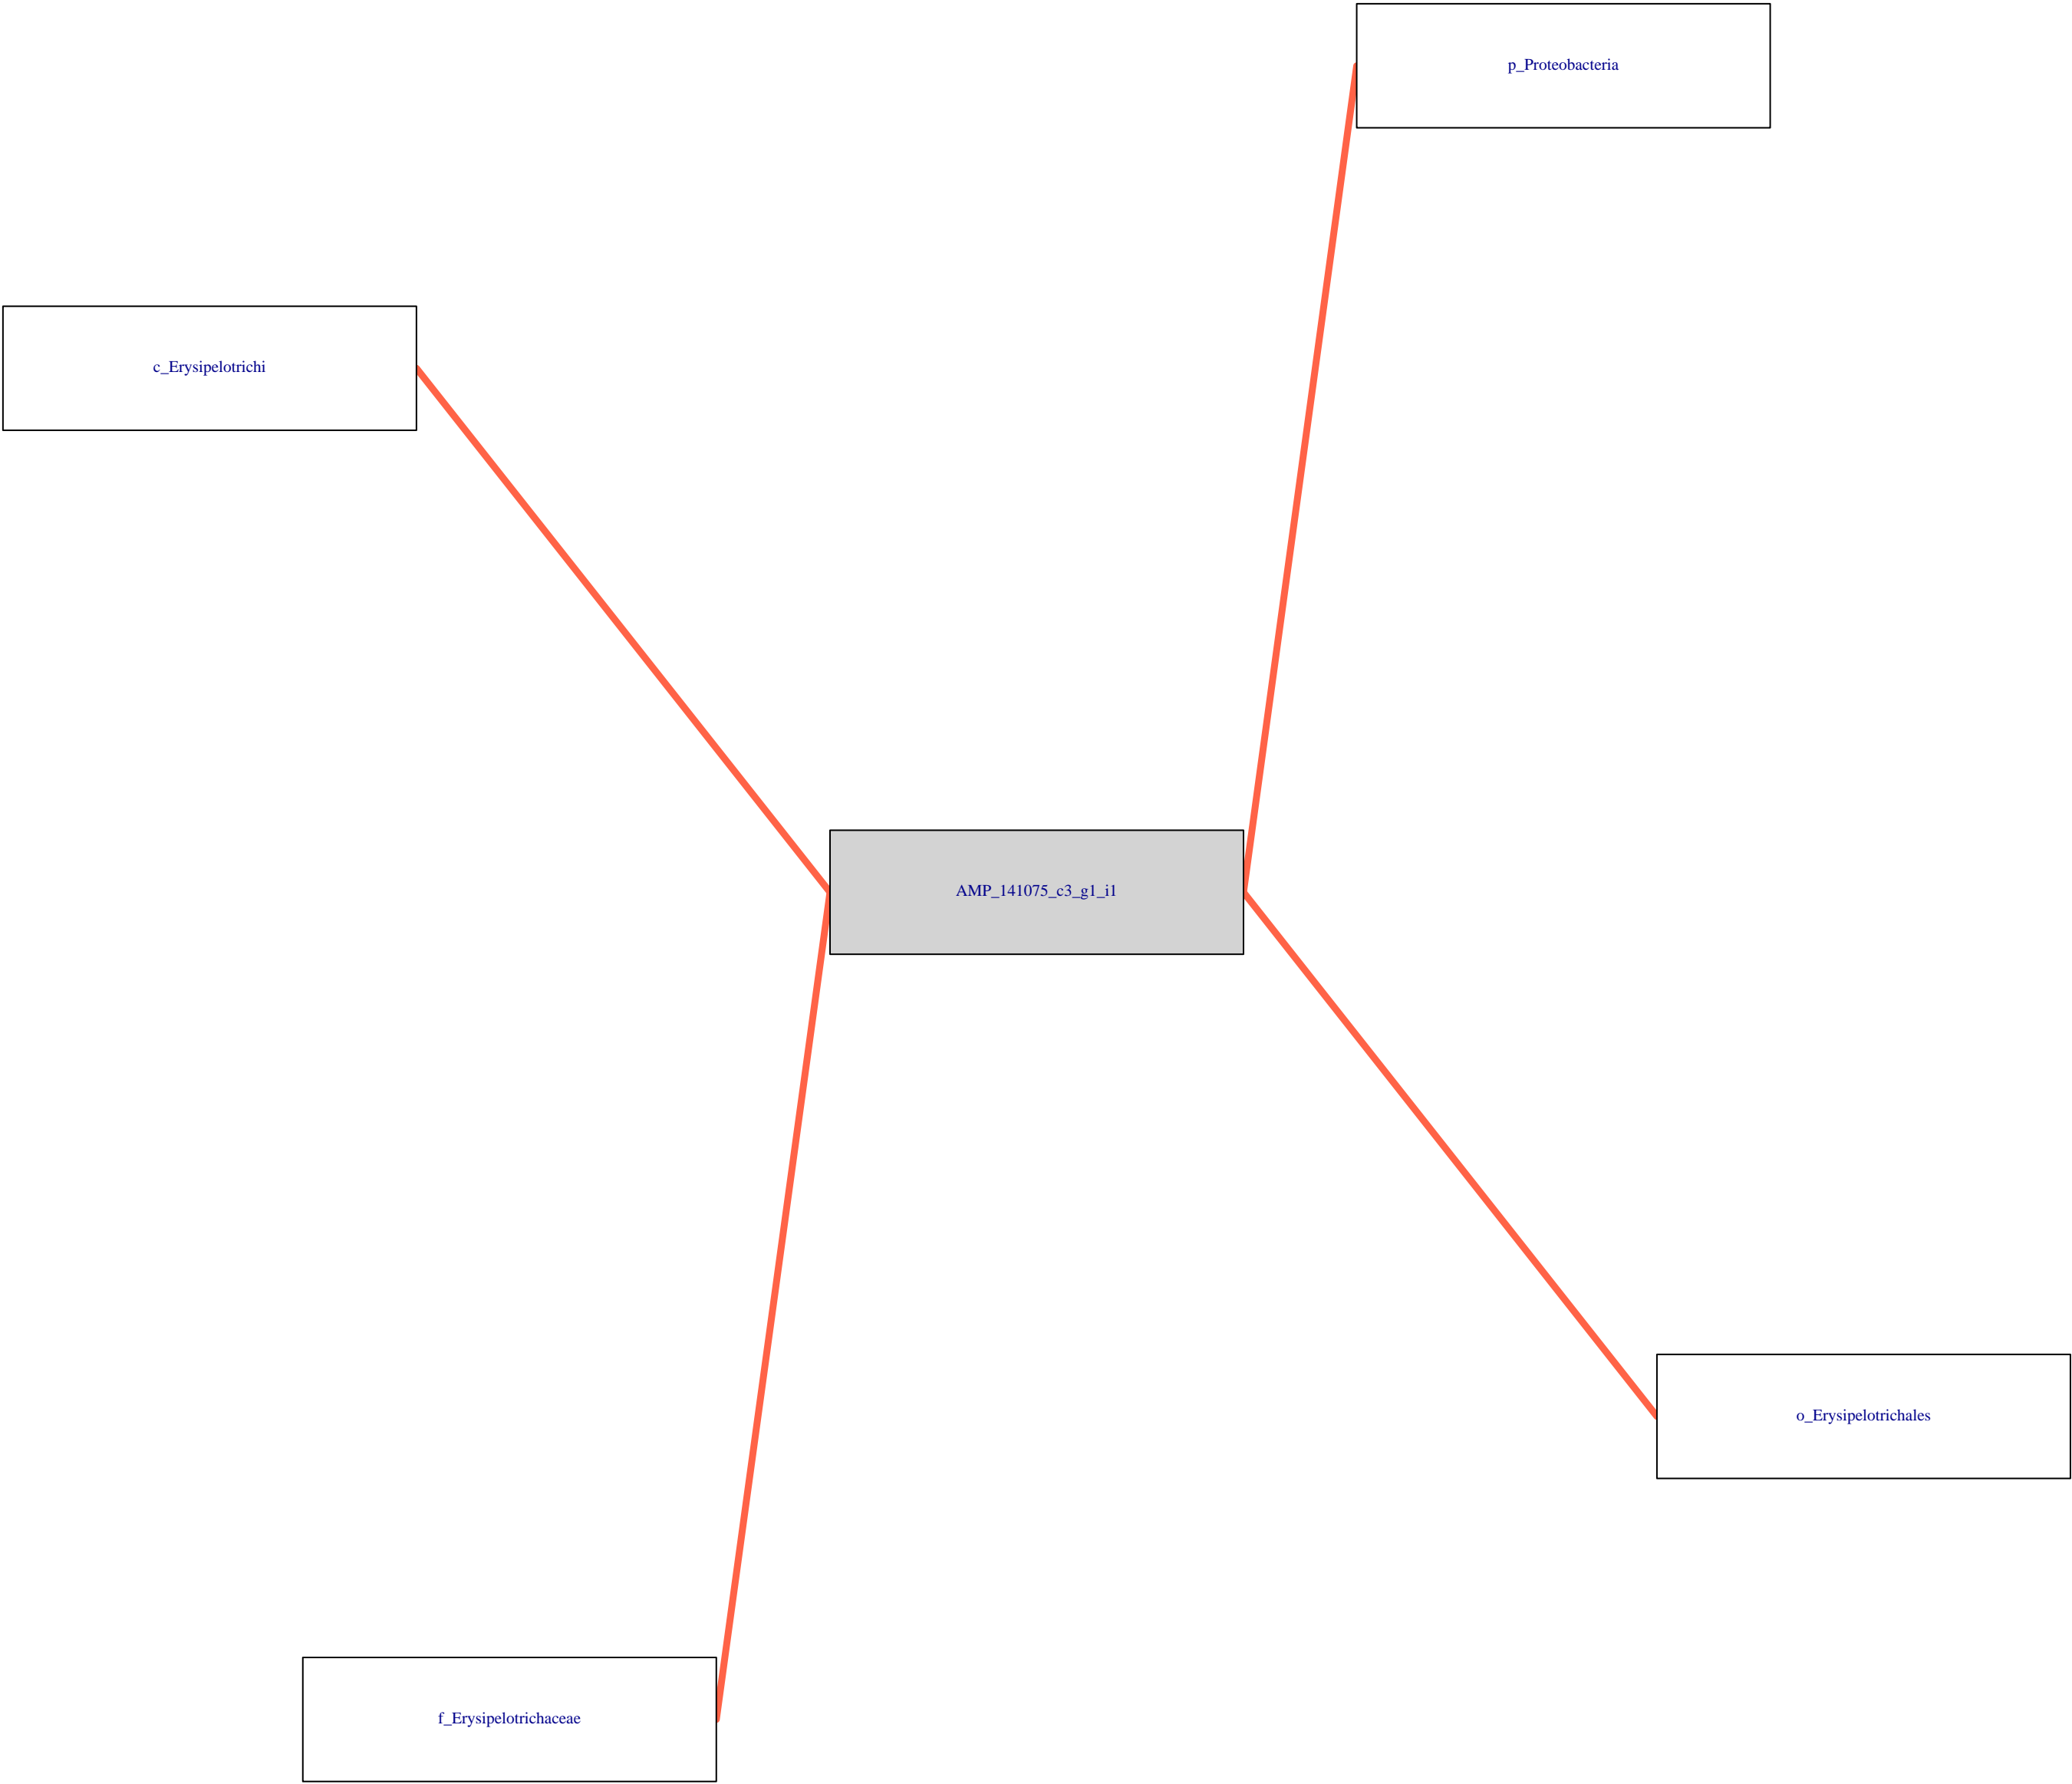 p_Proteobacteria
c_Erysipelotrichi
AMP_141075_c3_g1_i1
o_Erysipelotrichales
f_Erysipelotrichaceae